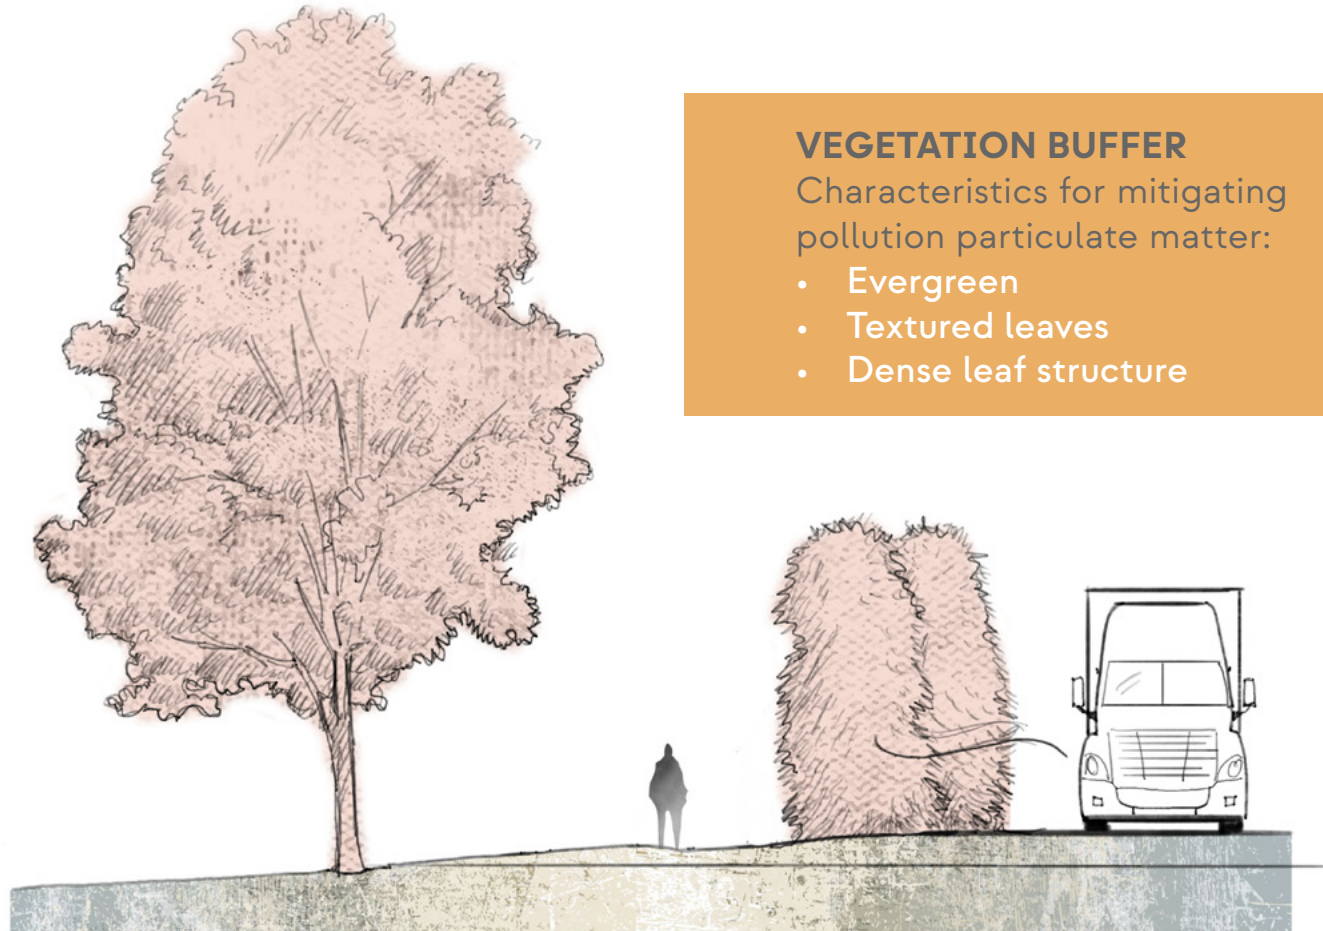 VEGETATION BUFFER
Characteristics for mitigating
pollution particulate matter:
• Evergreen
• Textured leaves
• Dense leaf structure